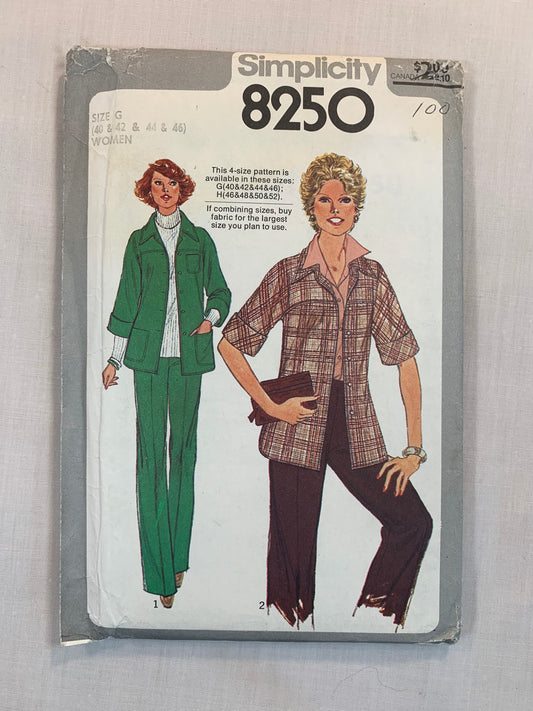 Simplicity
8250
CANADA
100
SIZE G
(40 & 42 & 44 & 46)
WOMEN
This 4-size pattern is
available in these sizes:
G(40&42&44&46);
H(46&48&50&52).
If combining sizes, buy
fabric for the largest
size you plan to use.
1
2